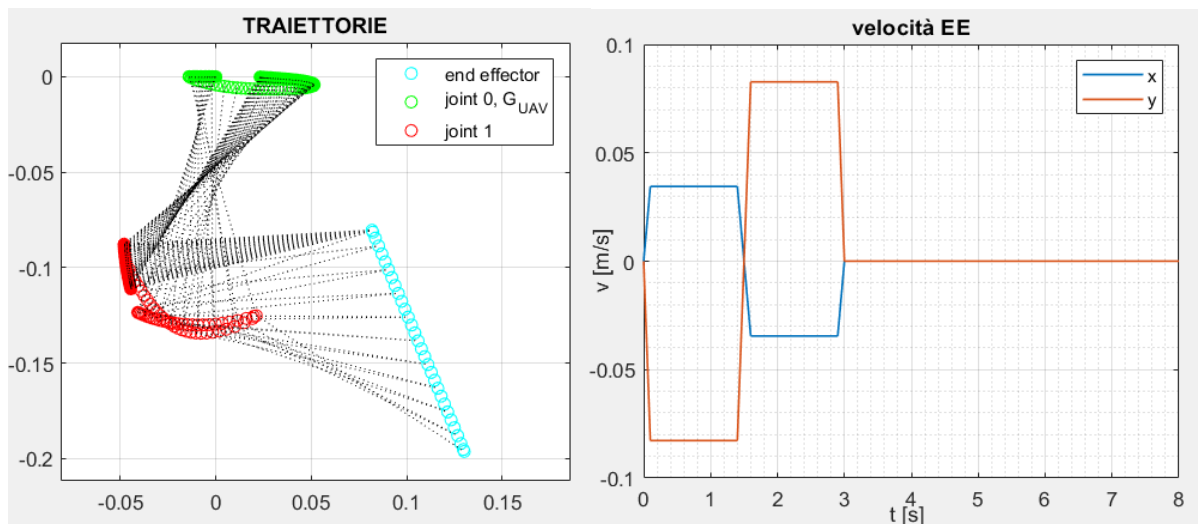 TRAIETTORIE
0
-0.05
-0.1
-0.15
-0.2
-0.05
0
0.05
0.1
0.15
end effector
joint 0, G_UAV
joint 1
velocità EE
0.1
0.05
0
-0.05
-0.1
v [m/s]
0
1
2
3
4
5
6
7
8
t [s]
x
y